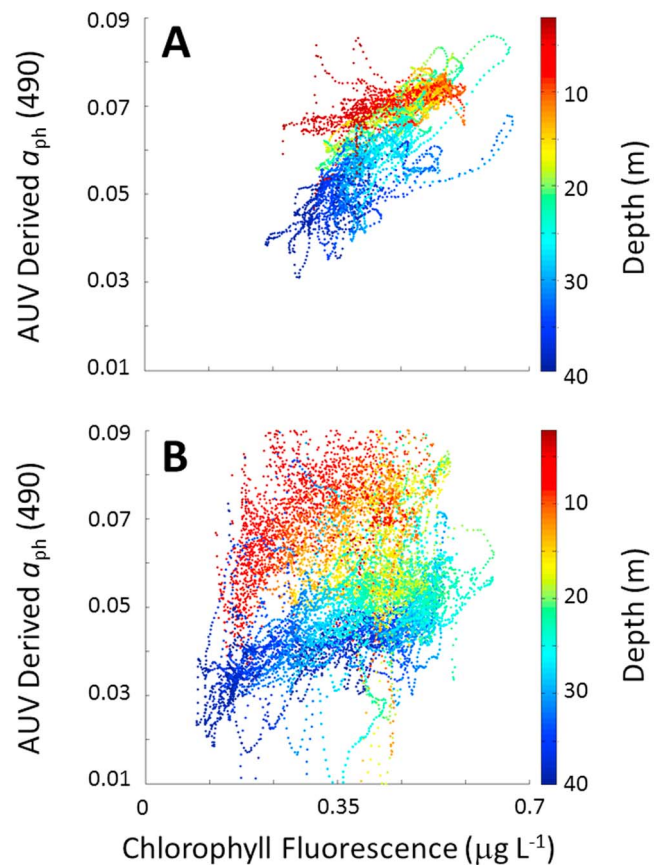 A
0.09
0.07
0.05
0.03
0.01
AUV Derived aph (490)
10
20
30
40
Depth (m)
B
0.09
0.07
0.05
0.03
0.01
AUV Derived aph (490)
10
20
30
40
Depth (m)
0 0.35 0.7
Chlorophyll Fluorescence (µg L-1)